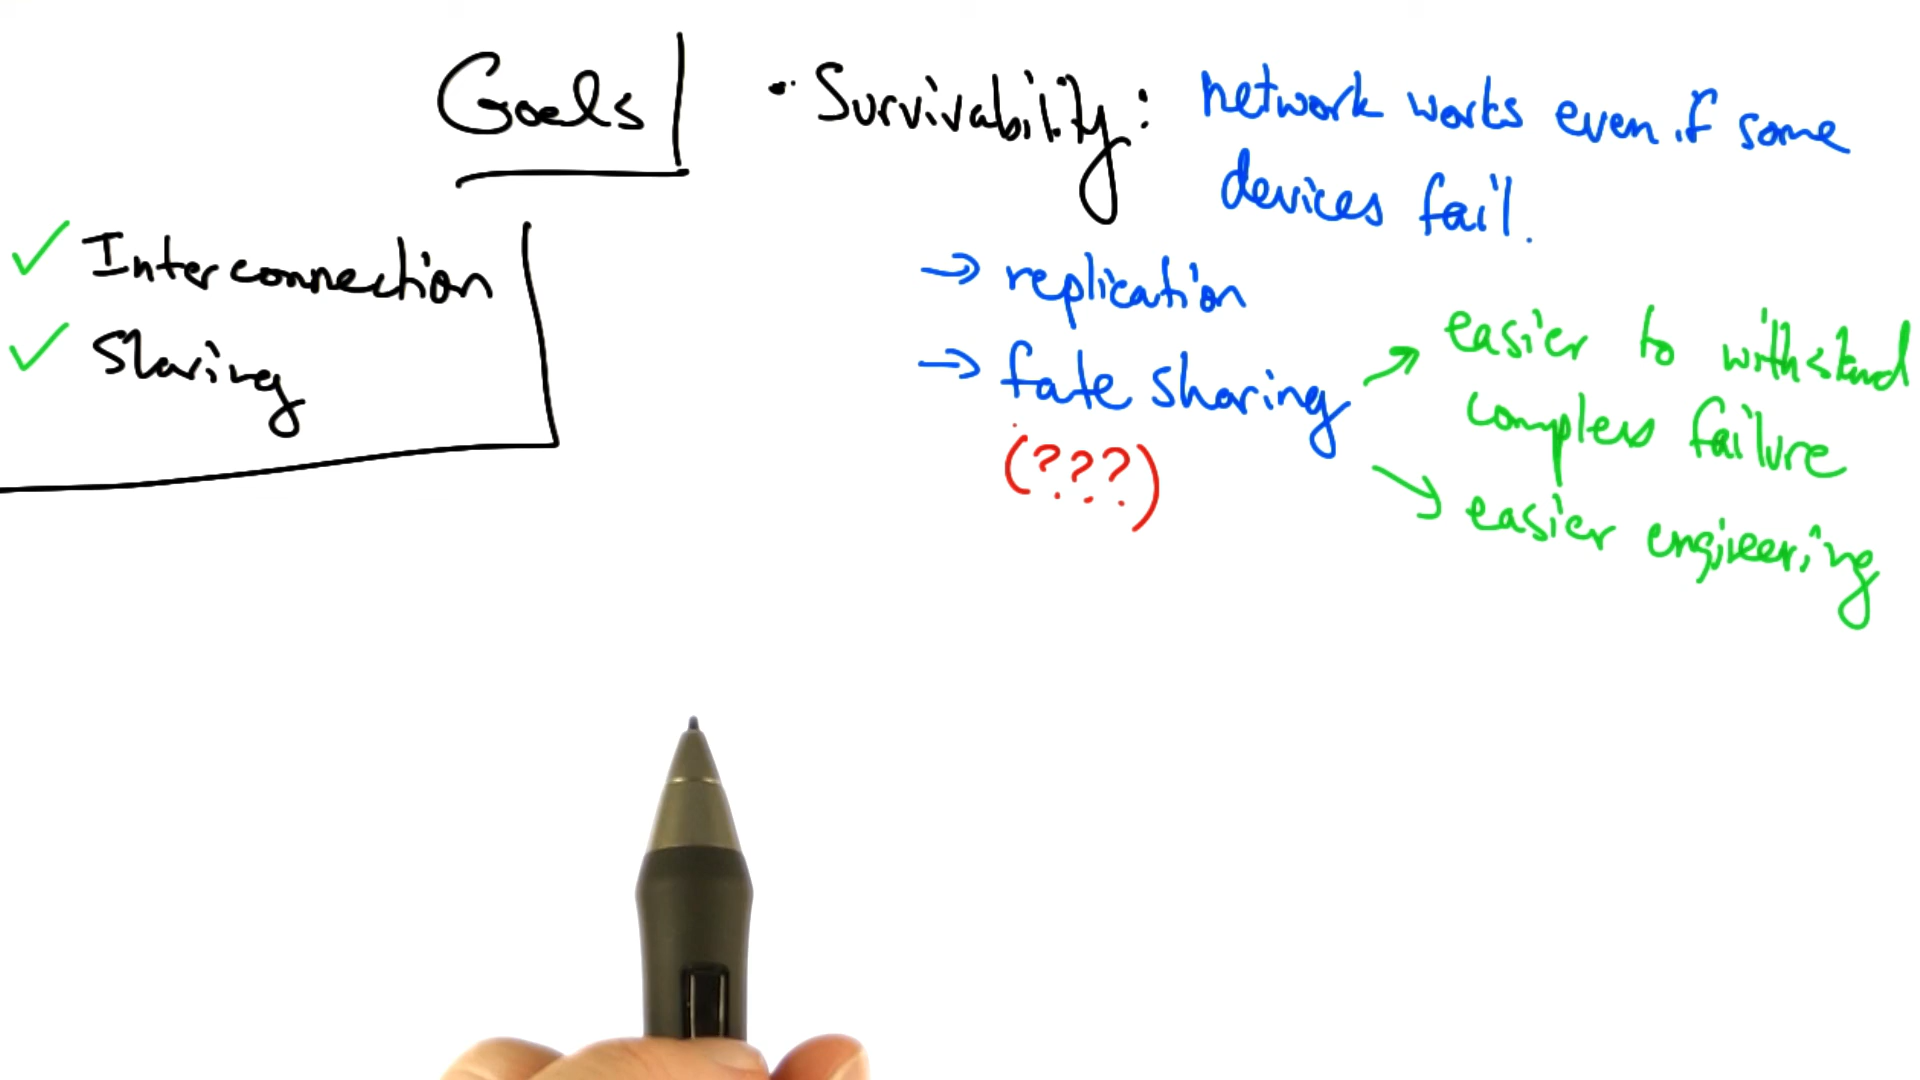 Goals
✓ Interconnection
✓ Sharing
• Survivability: network works even if some
devices fail.
→ replication
→ fate sharing
(???)
↗ easier to withstand
complex failure
↘ easier engineering